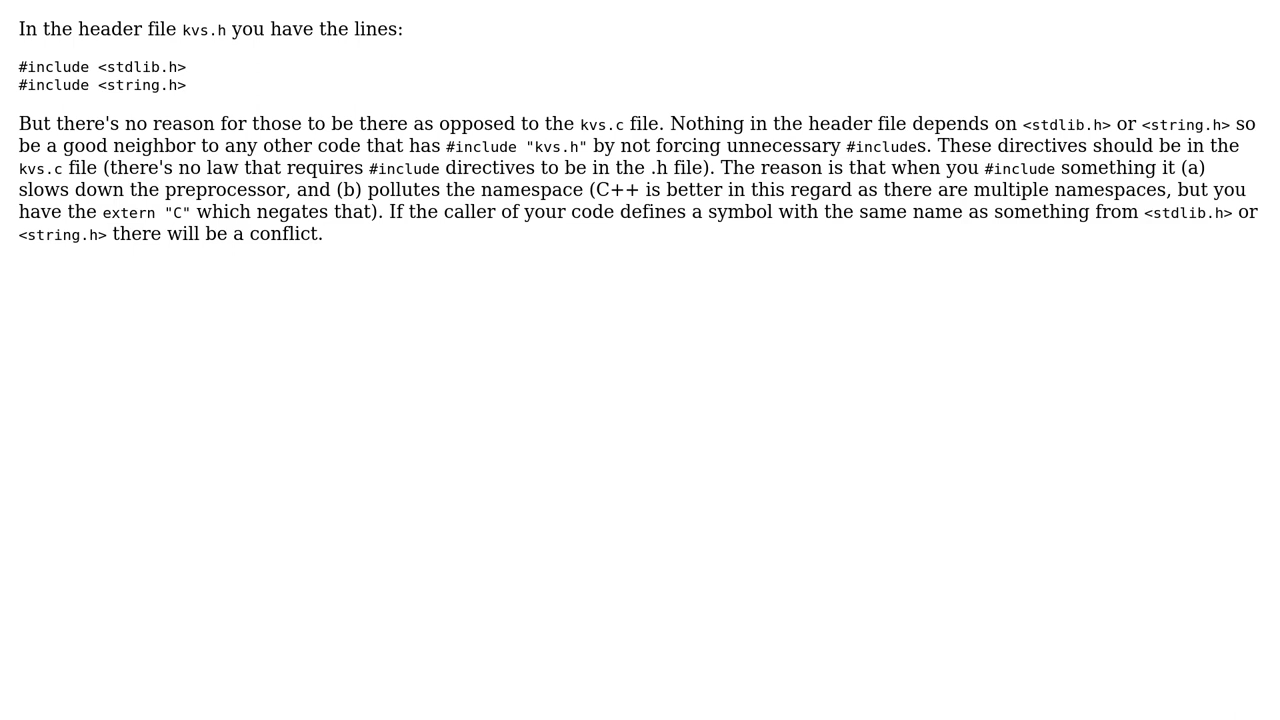 In the header file kvs.h you have the lines:
#include <stdlib.h>
#include <string.h>
But there's no reason for those to be there as opposed to the kvs.c file. Nothing in the header file depends on <stdlib.h> or <string.h> so
be a good neighbor to any other code that has #include "kvs.h" by not forcing unnecessary #includes. These directives should be in the
kvs.c file (there's no law that requires #include directives to be in the .h file). The reason is that when you #include something it (a)
slows down the preprocessor, and (b) pollutes the namespace (C++ is better in this regard as there are multiple namespaces, but you
have the extern "C" which negates that). If the caller of your code defines a symbol with the same name as something from <stdlib.h> or
<string.h> there will be a conflict.